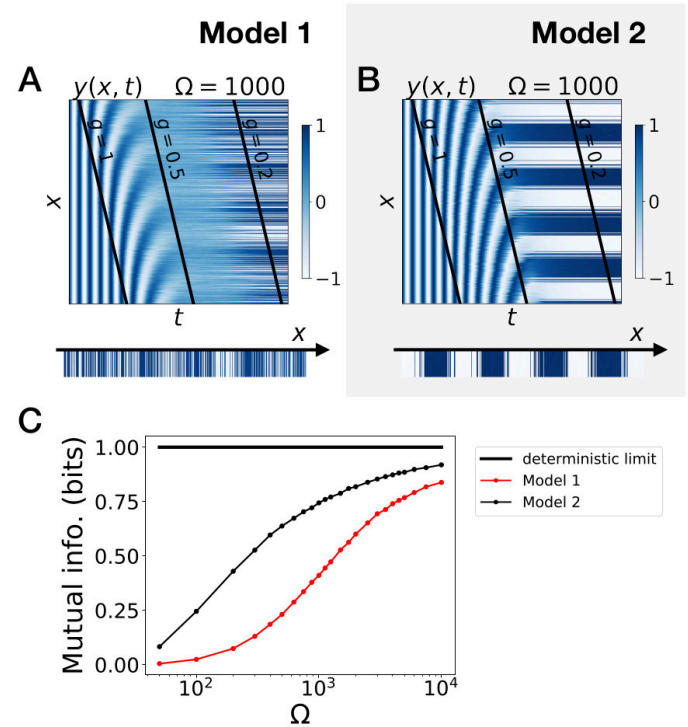 Model 1
Model 2
A
y(x, t)
Ω = 1000
g = 1
g = 0.5
g = 0.2
x
t
1
0
−1
x
B
y(x, t)
Ω = 1000
g = 1
g = 0.5
g = 0.2
x
t
1
0
−1
x
C
Mutual info. (bits)
1.00
0.75
0.50
0.25
0.00
10²
10³
10⁴
Ω
deterministic limit
Model 1
Model 2